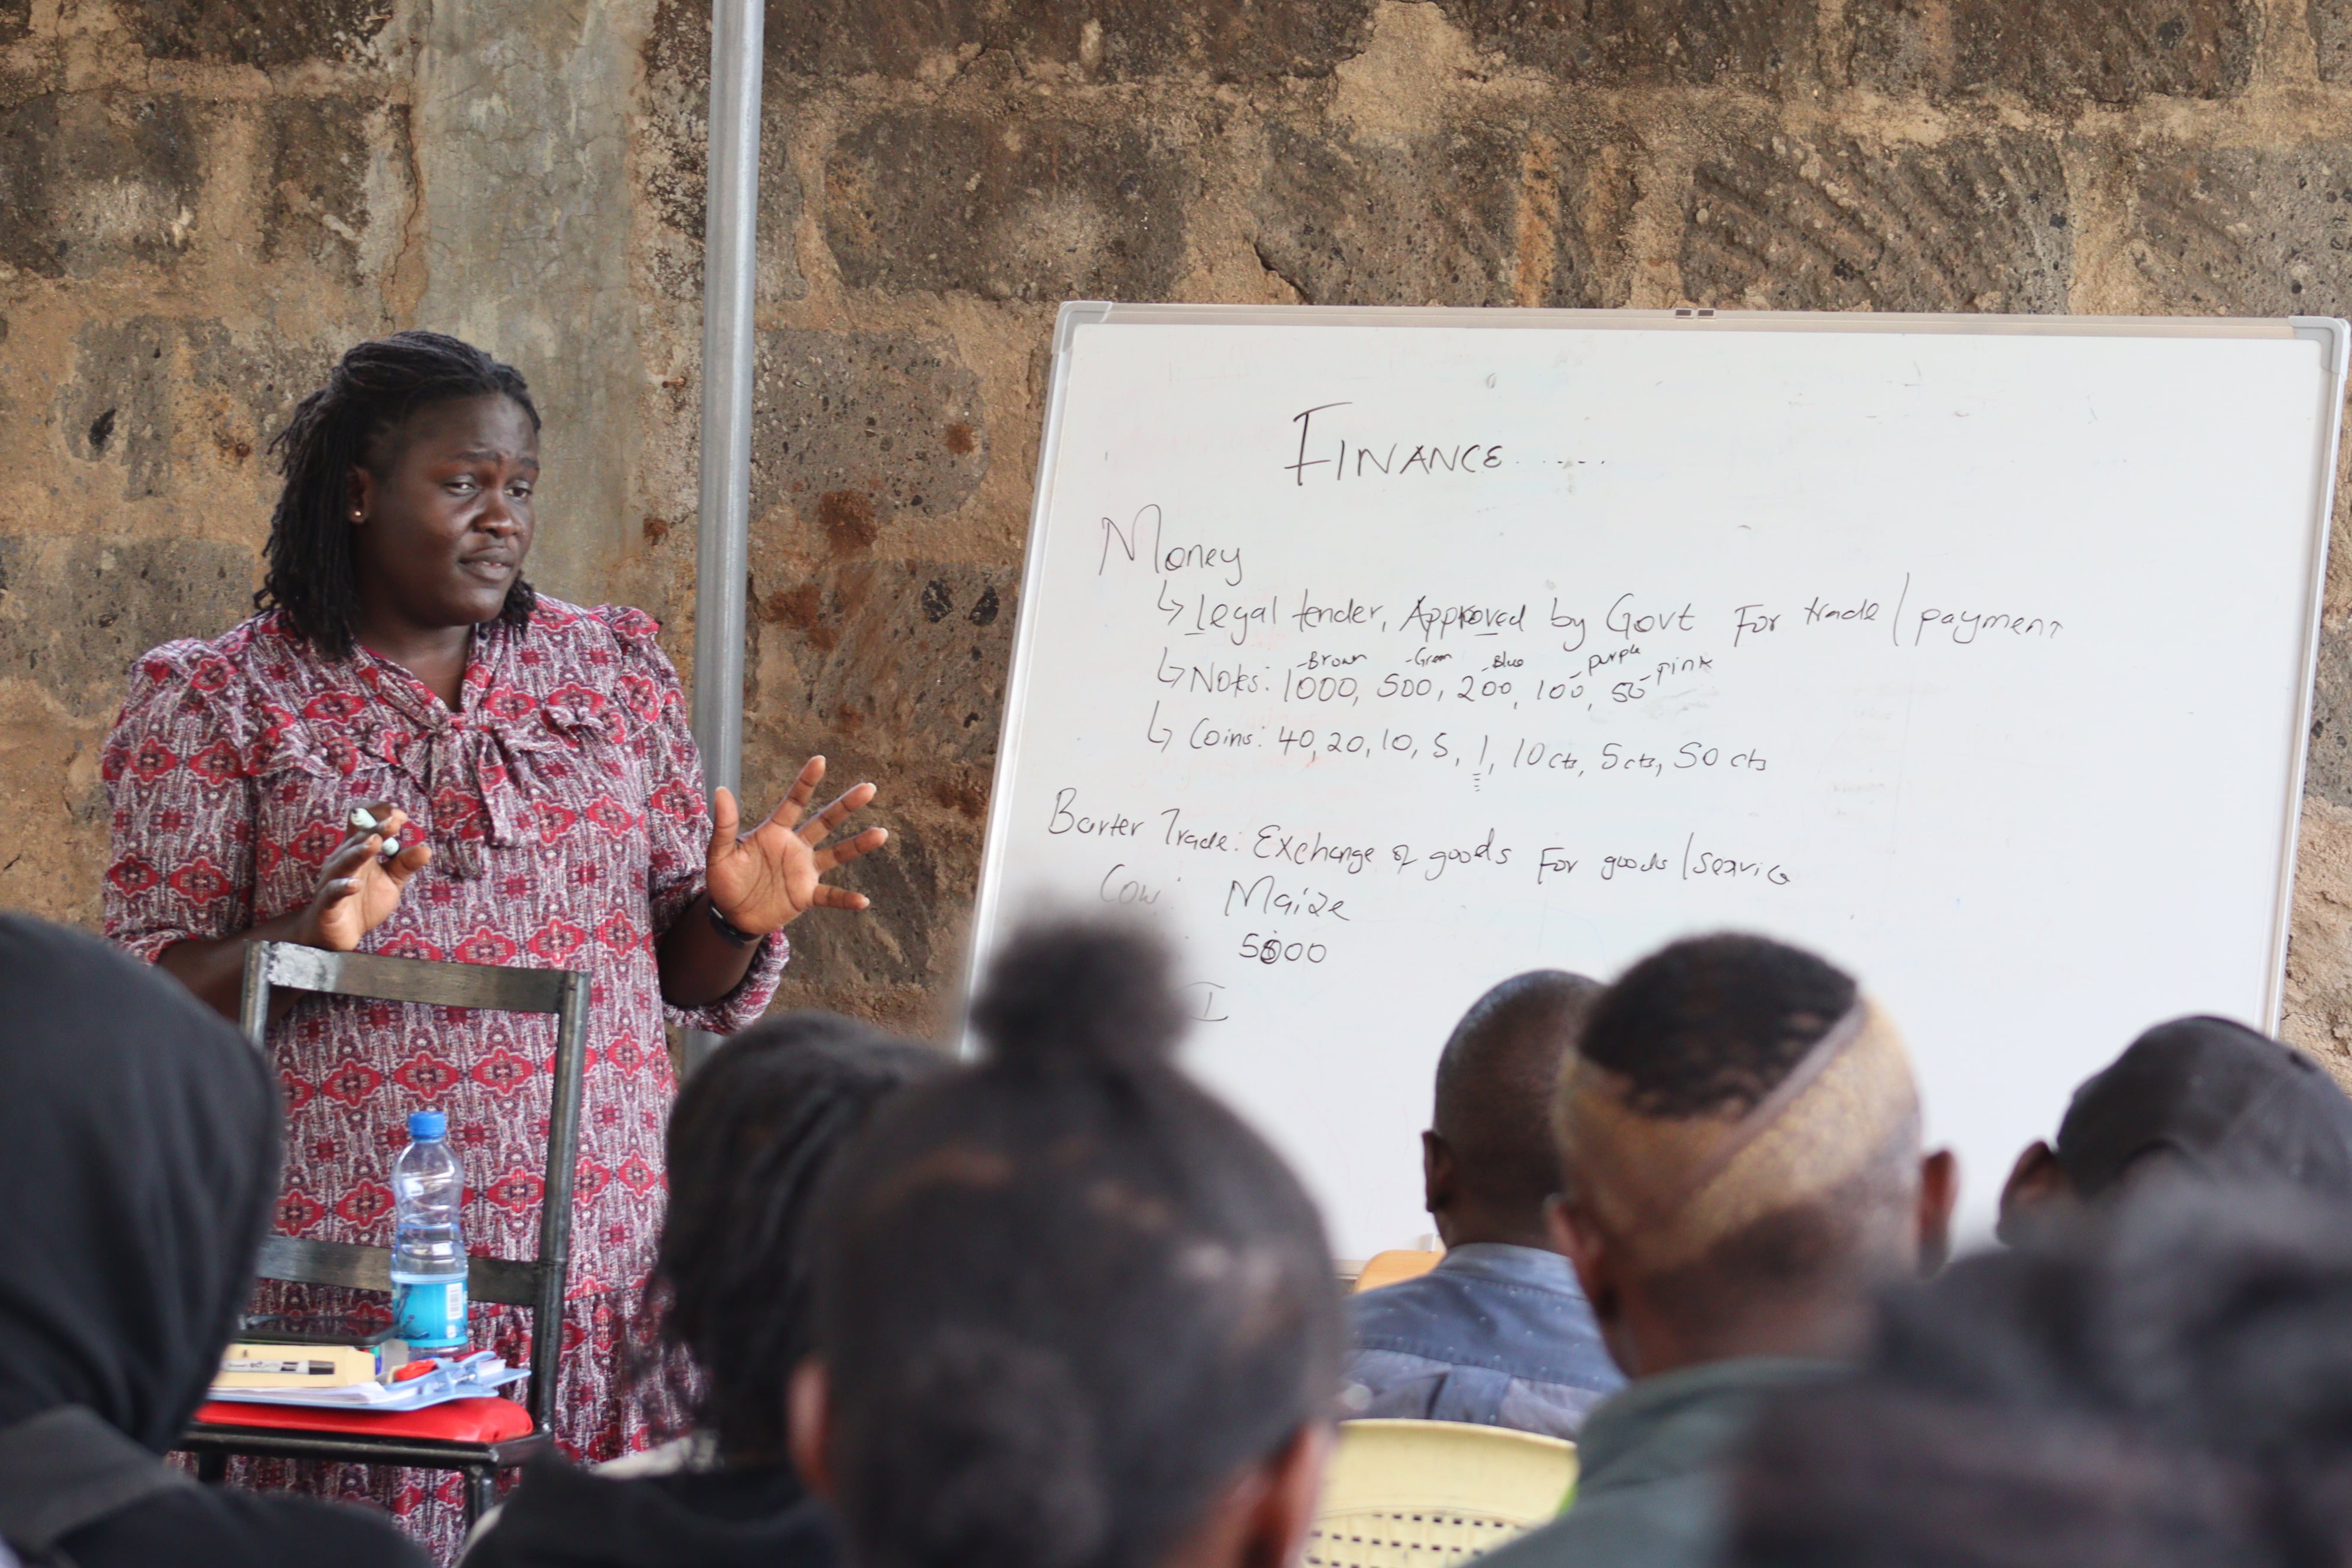 FINANCE......
Money
↳ Legal tender, Approved by Govt For trade / payment
-Brown -Green -Blue -purple -Pink
↳ Notes: 1000, 500, 200, 100, 50
↳ Coins: 40, 20, 10, 5, 1, 10cts, 5cts, 50 cts
Barter Trade: Exchange of goods For goods / service
Cow: Maize
5000
I